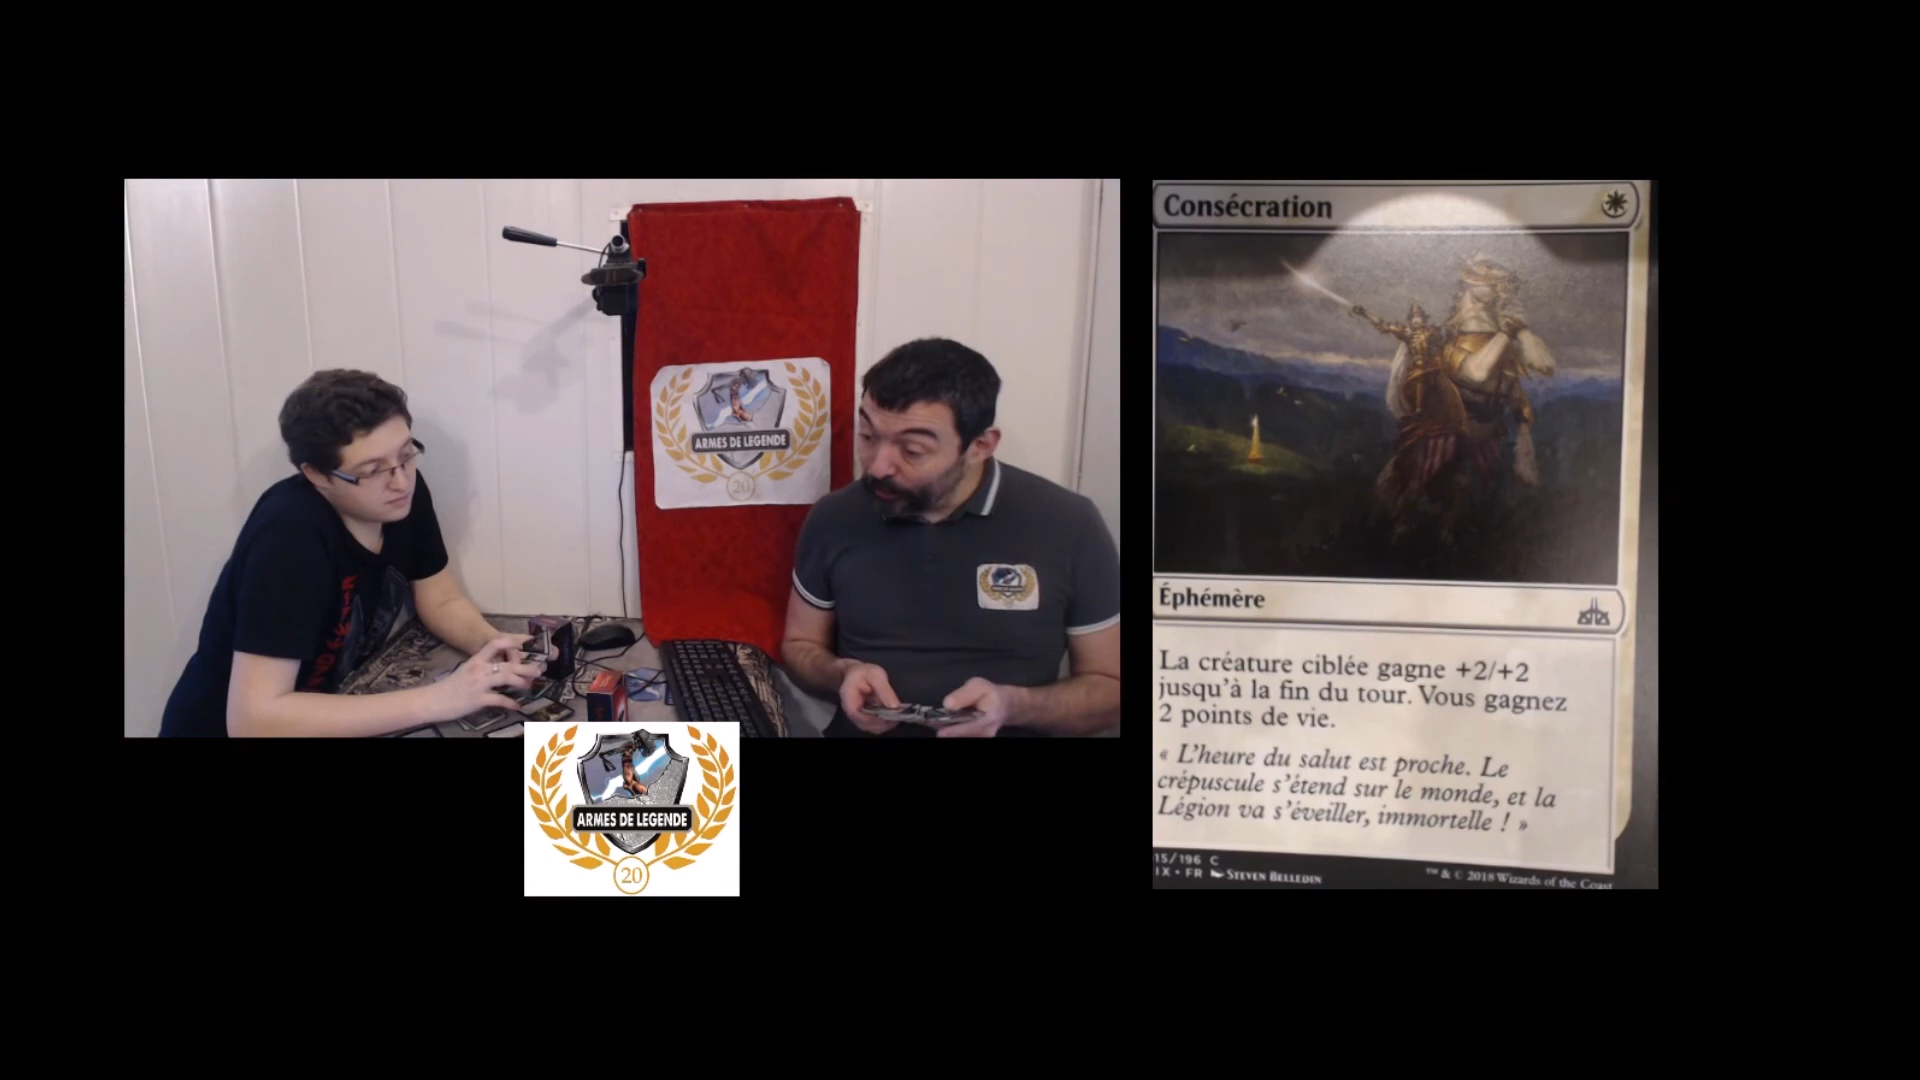 ARMES DE LEGENDE
20
ARMES DE LEGENDE
20
Consécration
Éphémère
La créature ciblée gagne +2/+2
jusqu'à la fin du tour. Vous gagnez
2 points de vie.
« L'heure du salut est proche. Le
crépuscule s'étend sur le monde, et la
Légion va s'éveiller, immortelle ! »
15/196 C
IX • FR STEVEN BELLEDIN
™ & © 2018 Wizards of the Coast